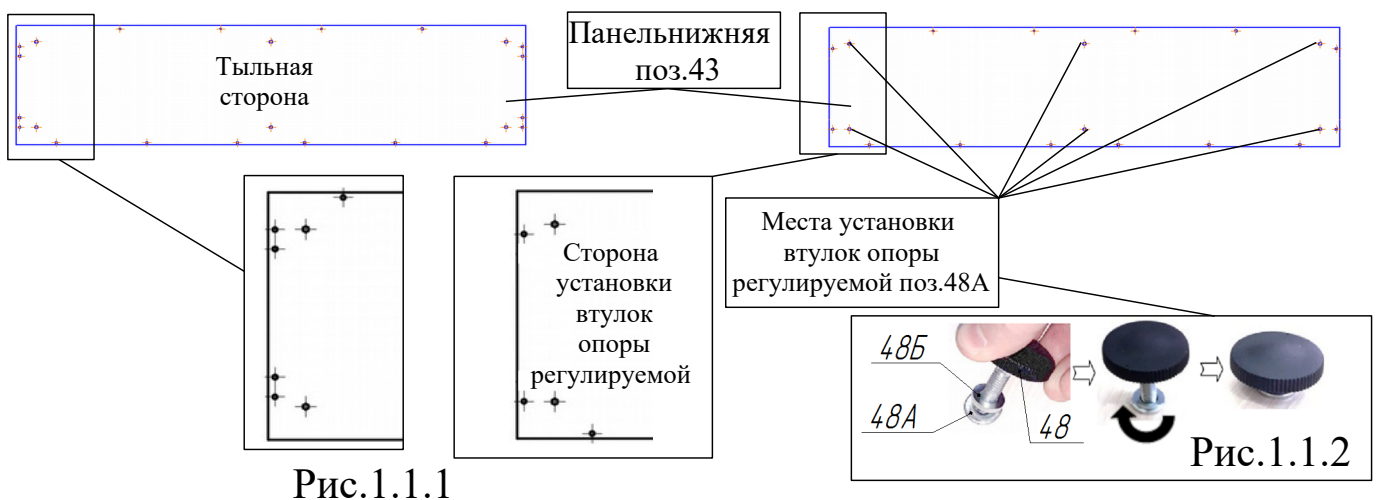 Тыльная
сторона
Панельнижняя
поз.43
Сторона
установки
втулок
опоры
регулируемой
Места установки
втулок опоры
регулируемой поз.48А
48Б
48А
48
Рис.1.1.2
Рис.1.1.1